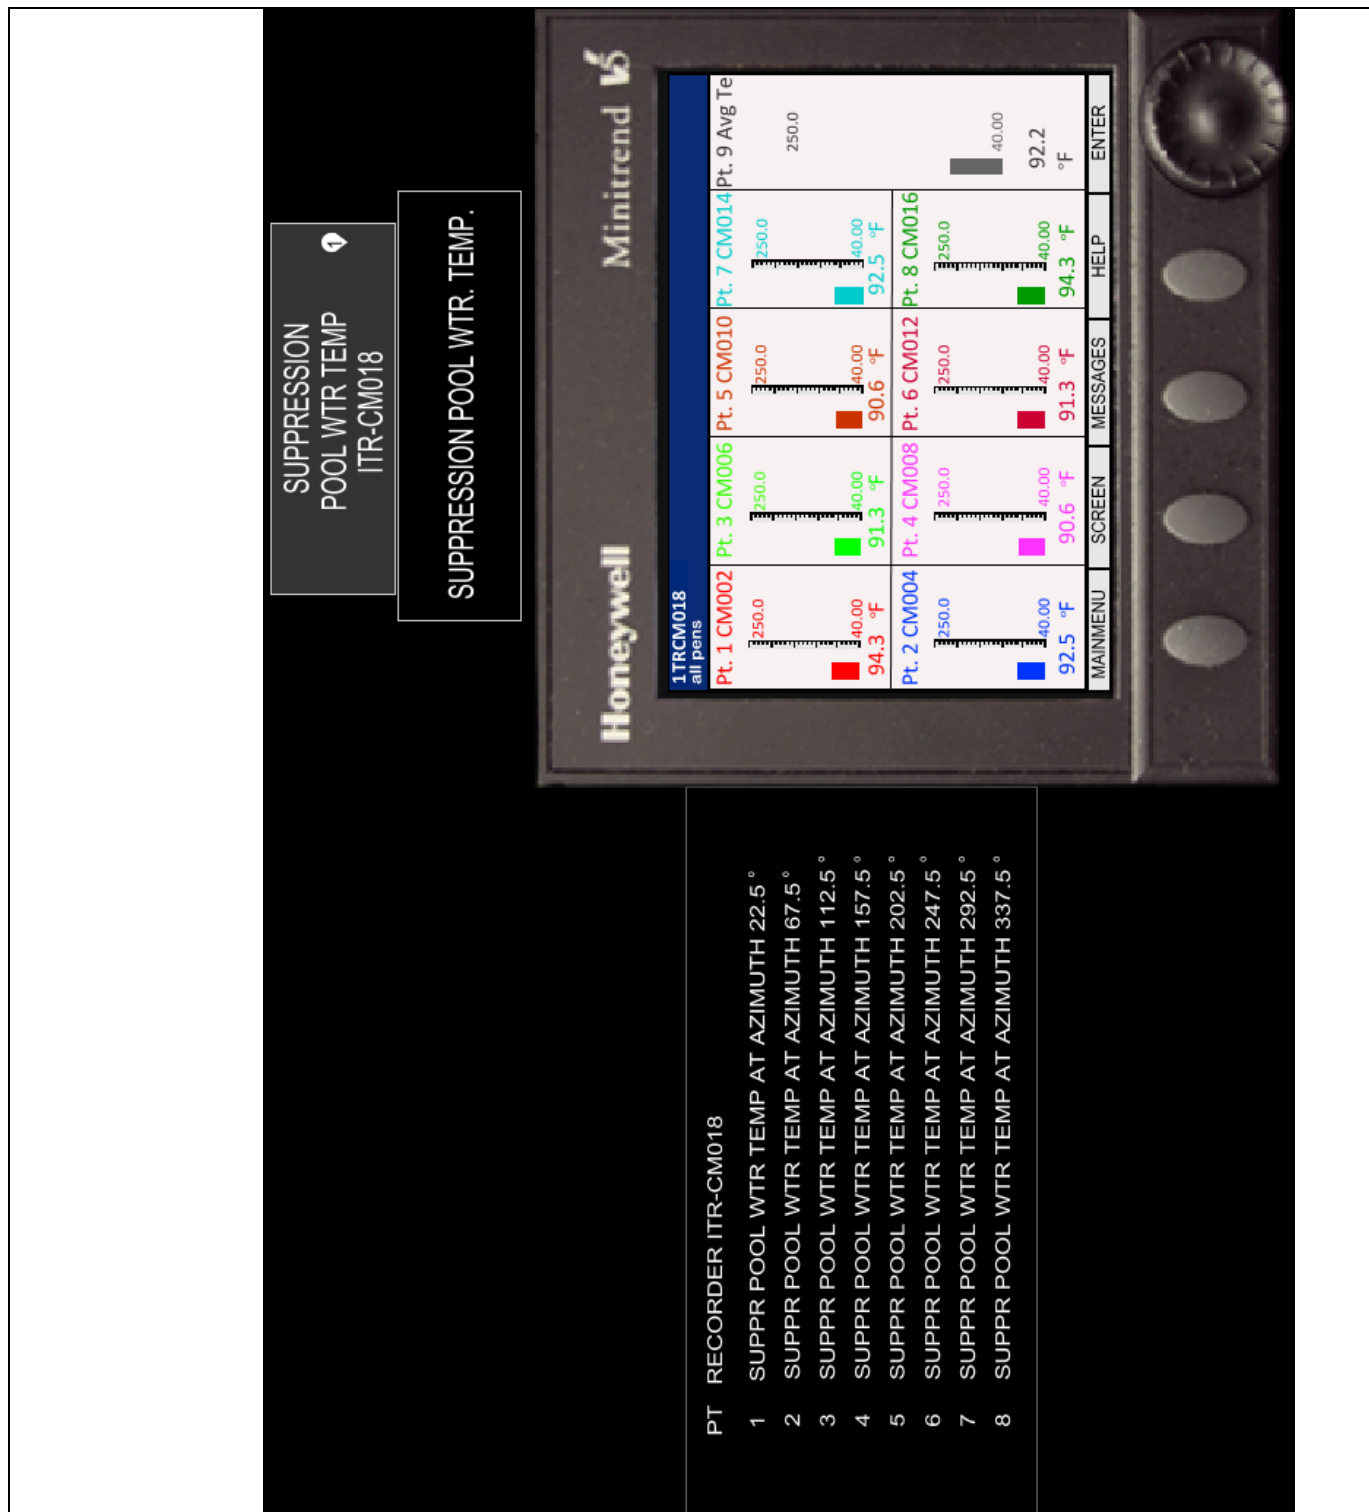 SUPPRESSION
POOL WTR TEMP
ITR-CM018
1
SUPPRESSION POOL WTR. TEMP.
Honeywell
Minitrend V5
1TRCM018
all pens
Pt. 1 CM002
250.0
40.00
94.3 °F
Pt. 3 CM006
250.0
40.00
91.3 °F
Pt. 5 CM010
250.0
40.00
90.6 °F
Pt. 7 CM014
250.0
40.00
92.5 °F
Pt. 9 Avg Te
250.0
40.00
92.2
°F
Pt. 2 CM004
250.0
40.00
92.5 °F
Pt. 4 CM008
250.0
40.00
90.6 °F
Pt. 6 CM012
250.0
40.00
91.3 °F
Pt. 8 CM016
250.0
40.00
94.3 °F
MAINMENU SCREEN MESSAGES HELP ENTER
PT RECORDER ITR-CM018
1 SUPPR POOL WTR TEMP AT AZIMUTH 22.5°
2 SUPPR POOL WTR TEMP AT AZIMUTH 67.5°
3 SUPPR POOL WTR TEMP AT AZIMUTH 112.5°
4 SUPPR POOL WTR TEMP AT AZIMUTH 157.5°
5 SUPPR POOL WTR TEMP AT AZIMUTH 202.5°
6 SUPPR POOL WTR TEMP AT AZIMUTH 247.5°
7 SUPPR POOL WTR TEMP AT AZIMUTH 292.5°
8 SUPPR POOL WTR TEMP AT AZIMUTH 337.5°